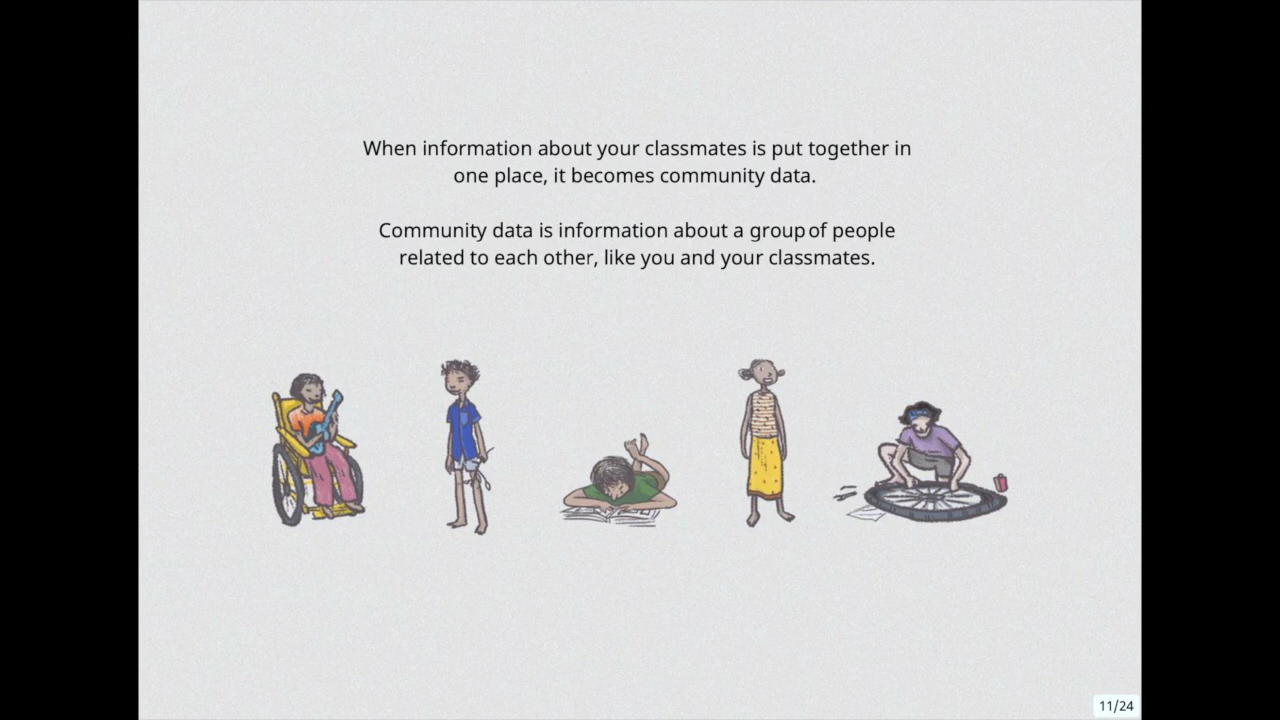 When information about your classmates is put together in
one place, it becomes community data.
Community data is information about a group of people
related to each other, like you and your classmates.
11/24